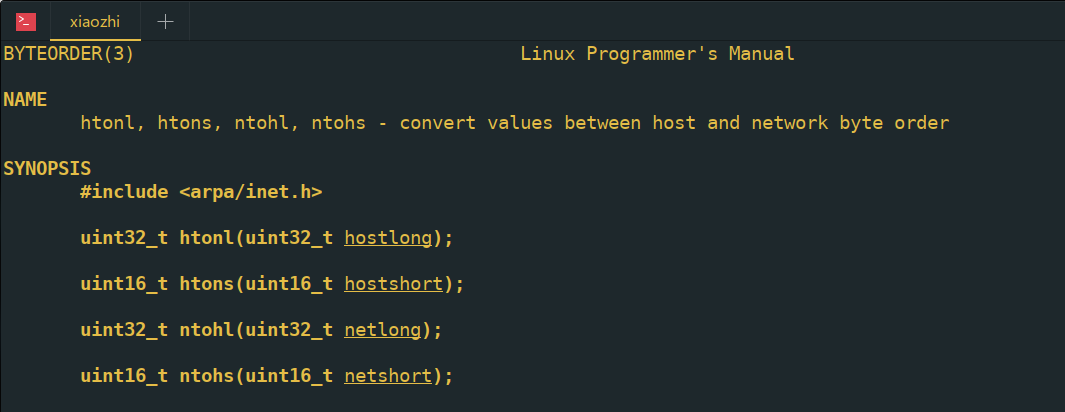 xiaozhi
BYTEORDER(3) Linux Programmer's Manual
NAME
htonl, htons, ntohl, ntohs - convert values between host and network byte order
SYNOPSIS
#include <arpa/inet.h>
uint32_t htonl(uint32_t hostlong);
uint16_t htons(uint16_t hostshort);
uint32_t ntohl(uint32_t netlong);
uint16_t ntohs(uint16_t netshort);